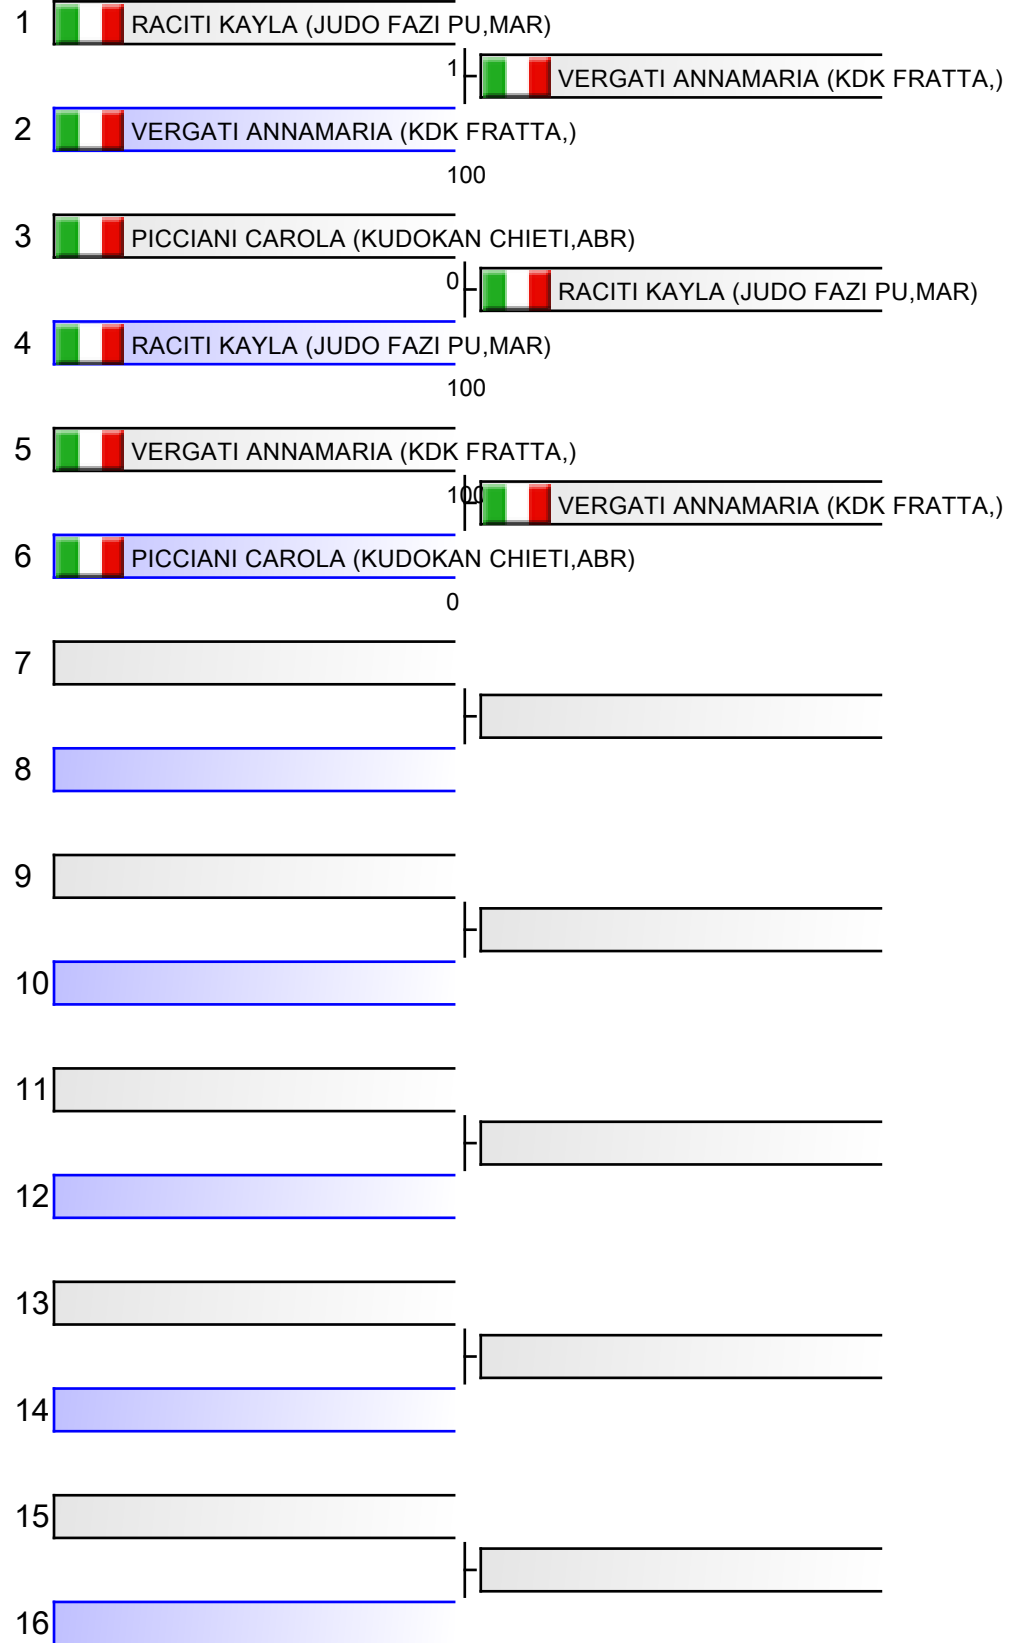 1 RACITI KAYLA (JUDO FAZI PU,MAR)
1 VERGATI ANNAMARIA (KDK FRATTA,)
2 VERGATI ANNAMARIA (KDK FRATTA,)
100
3 PICCIANI CAROLA (KUDOKAN CHIETI,ABR)
0 RACITI KAYLA (JUDO FAZI PU,MAR)
4 RACITI KAYLA (JUDO FAZI PU,MAR)
100
5 VERGATI ANNAMARIA (KDK FRATTA,)
100 VERGATI ANNAMARIA (KDK FRATTA,)
6 PICCIANI CAROLA (KUDOKAN CHIETI,ABR)
0
7
8
9
10
11
12
13
14
15
16